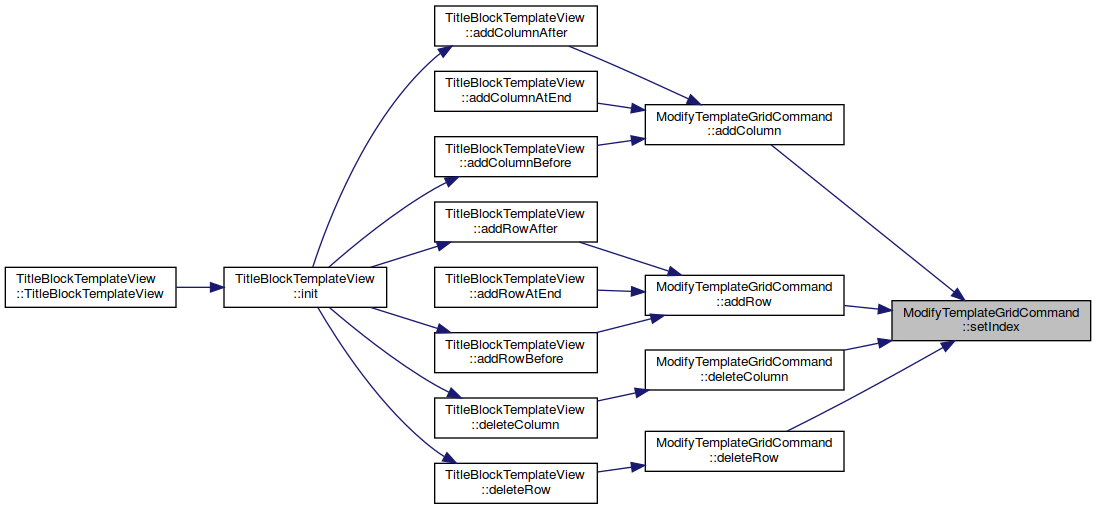 TitleBlockTemplateView
::addColumnAfter
TitleBlockTemplateView
::addColumnAtEnd
ModifyTemplateGridCommand
::addColumn
TitleBlockTemplateView
::addColumnBefore
TitleBlockTemplateView
::addRowAfter
TitleBlockTemplateView
::TitleBlockTemplateView
TitleBlockTemplateView
::init
TitleBlockTemplateView
::addRowAtEnd
ModifyTemplateGridCommand
::addRow
ModifyTemplateGridCommand
::setIndex
TitleBlockTemplateView
::addRowBefore
ModifyTemplateGridCommand
::deleteColumn
TitleBlockTemplateView
::deleteColumn
ModifyTemplateGridCommand
::deleteRow
TitleBlockTemplateView
::deleteRow